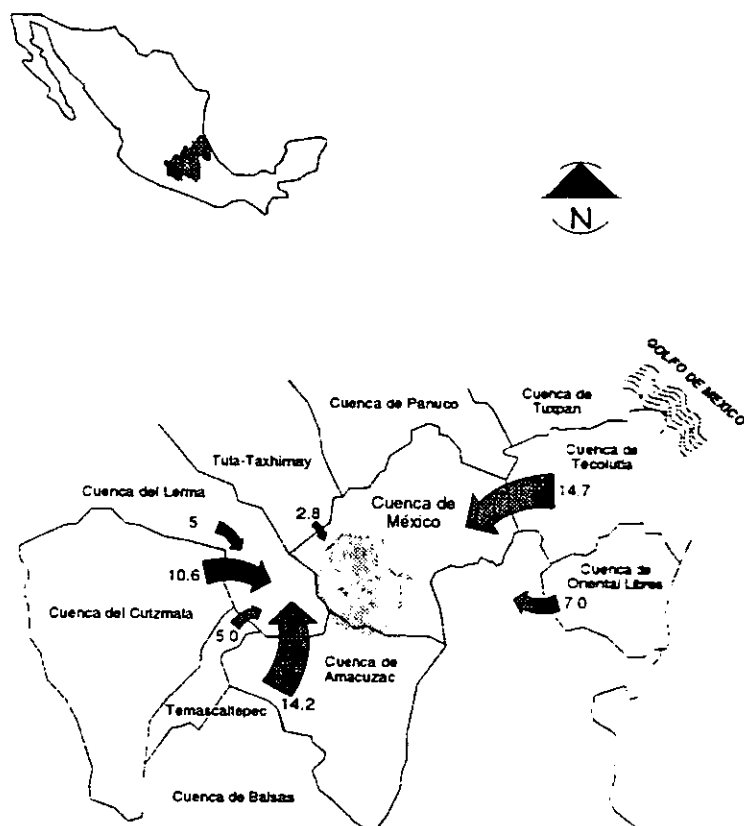 N
GOLFO DE MEXICO
Cuenca de Panuco
Cuenca de
Tuxpan
Cuenca de
Tecolutla
Tula-Taxhimay
Cuenca del Lerma
2.8
Cuenca de
México
14.7
5
10.6
Cuenca de
Oriental Libres
Cuenca del Cutzmala
7.0
5.0
Cuenca de
Amacuzac
Temascaltepec
14.2
Cuenca de Balsas